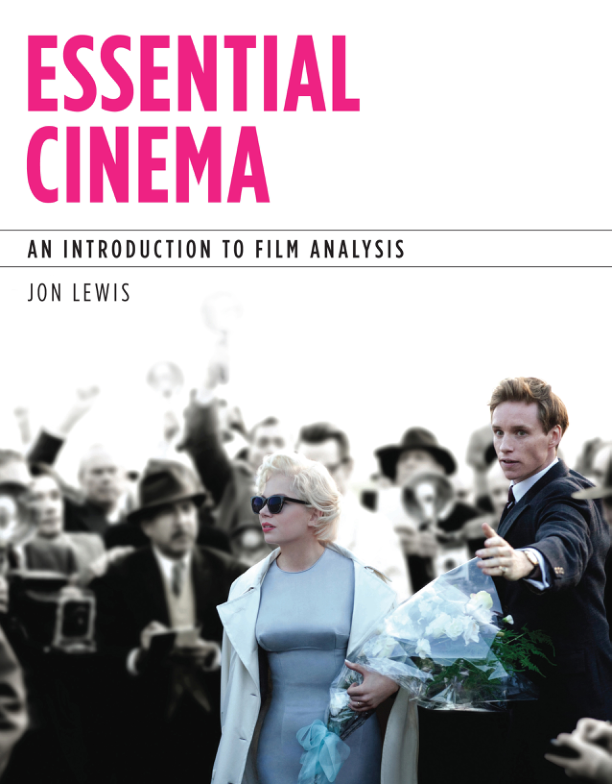 ESSENTIAL
CINEMA
AN INTRODUCTION TO FILM ANALYSIS
JON LEWIS